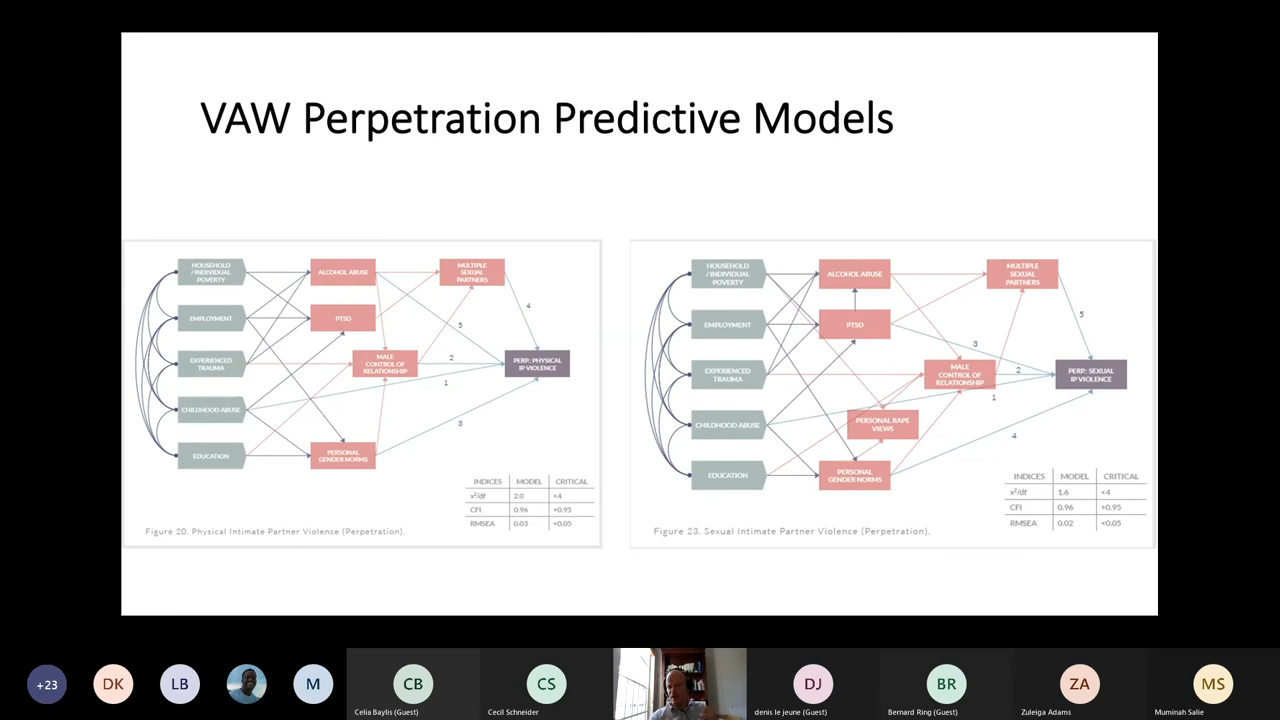 VAW Perpetration Predictive Models
HOUSEHOLD
/ INDIVIDUAL
POVERTY
ALCOHOL ABUSE
MULTIPLE
SEXUAL
PARTNERS
EMPLOYMENT
PTSD
4
5
EXPERIENCED
TRAUMA
MALE
CONTROL OF
RELATIONSHIP
2
PERP.: PHYSICAL
IP VIOLENCE
1
CHILDHOOD ABUSE
3
EDUCATION
PERSONAL
GENDER NORMS
INDICES MODEL CRITICAL
x²/df 2.0 <4
CFI 0.96 >0.95
RMSEA 0.03 <0.05
Figure 20. Physical Intimate Partner Violence (Perpetration).
HOUSEHOLD
/ INDIVIDUAL
POVERTY
ALCOHOL ABUSE
MULTIPLE
SEXUAL
PARTNERS
5
EMPLOYMENT
PTSD
3
EXPERIENCED
TRAUMA
MALE
CONTROL OF
RELATIONSHIP
2
PERP.: SEXUAL
IP VIOLENCE
1
CHILDHOOD ABUSE
PERSONAL RAPE
VIEWS
4
EDUCATION
PERSONAL
GENDER NORMS
INDICES MODEL CRITICAL
x²/df 1.6 <4
CFI 0.96 >0.95
RMSEA 0.02 <0.05
Figure 23. Sexual Intimate Partner Violence (Perpetration).
+23
DK
LB
M
CB
CS
DJ
BR
ZA
MS
Celia Baylis (Guest)
Cecil Schneider
denis le jeune (Guest)
Bernard Ring (Guest)
Zuleiga Adams
Muminah Salie